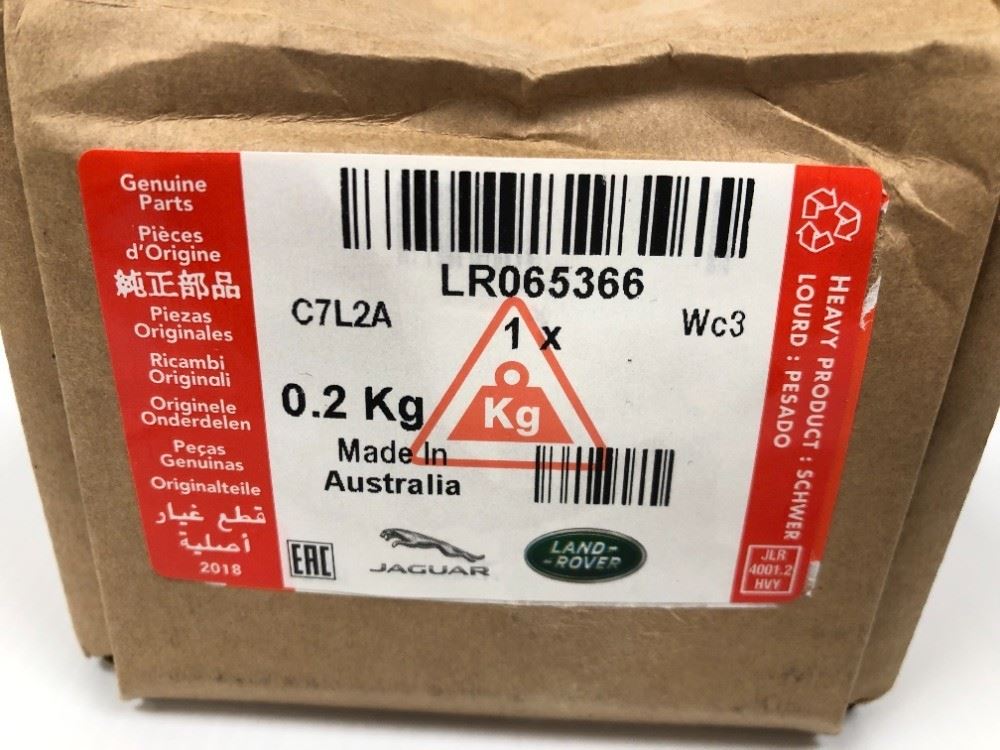 Genuine
Parts
Pièces
d'Origine
純正部品
Piezas
Originales
Ricambi
Originali
Originele
Onderdelen
Peças
Genuinas
Originalteile
قطع غيار
أصلية
2018
LR065366
C7L2A
1 x
Wc3
0.2 Kg
Kg
Made In
Australia
EAC
JAGUAR
LAND-
-ROVER
HEAVY PRODUCT : SCHWER
LOURD : PESADO
JLR
4001.2
HVY